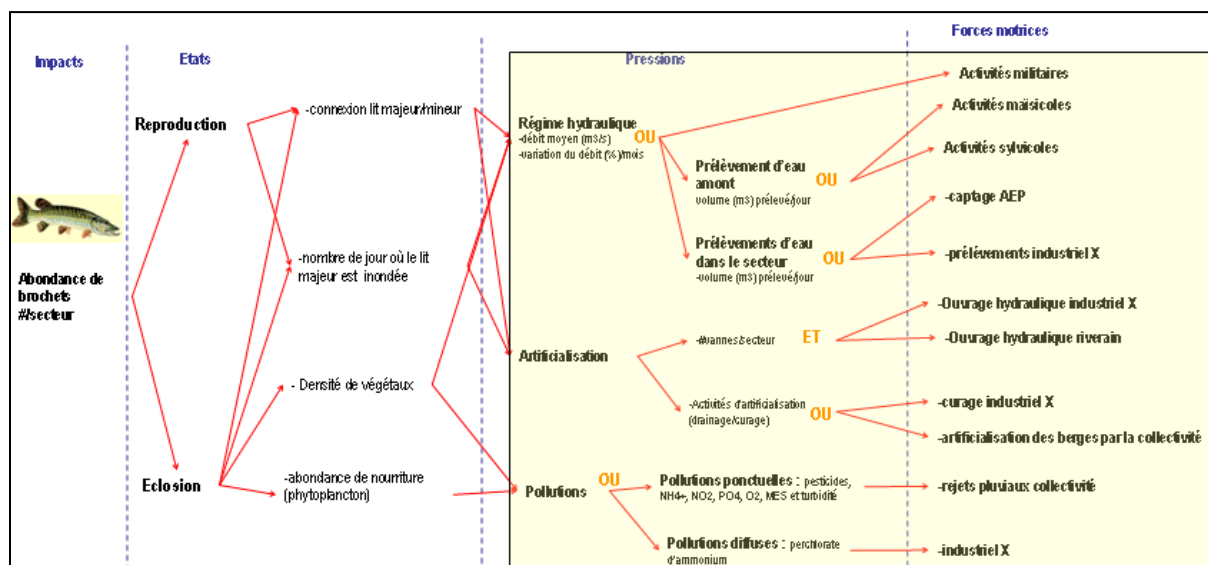 Forces motrices
Impacts
Etats
Pressions
Activités militaires
-connexion lit majeur/mineur
Activités maïsicoles
Reproduction
Régime hydraulique
OU
-débit moyen (m3/s)
-variation du débit (%)/mois
Activités sylvicoles
Prélèvement d'eau
amont
OU
volume (m3) prélevé/jour
-captage AEP
-nombre de jour où le lit
majeur est inondée
Prélèvements d'eau
dans le secteur
OU
-volume (m3) prélevé/jour
-prélévements industriel X
Abondance de
brochets
#/secteur
-Ouvrage hydraulique industriel X
-#vannes/secteur
ET
-Ouvrage hydraulique riverain
Artificialisation
- Densité de végétaux
-Activités d'artificialisation
(drainage/curage)
OU
-curage industriel X
-artificialisation des berges par la collectivité
Eclosion
-abondance de nourriture
(phytoplancton)
Pollutions
OU
Pollutions ponctuelles : pesticides,
NH4+, NO2, PO4, O2, MES et turbidité
-rejets pluviaux collectivité
Pollutions diffuses : perchlorate
d'ammonium
-industriel X